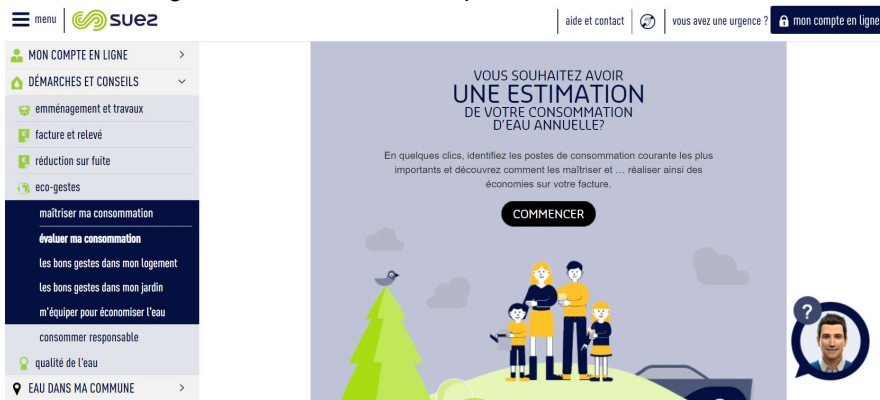 menu
suez
aide et contact
vous avez une urgence ?
mon compte en ligne
MON COMPTE EN LIGNE
DÉMARCHES ET CONSEILS
emménagement et travaux
facture et relevé
réduction sur fuite
eco-gestes
maîtriser ma consommation
évaluer ma consommation
les bons gestes dans mon logement
les bons gestes dans mon jardin
m'équiper pour économiser l'eau
consommer responsable
qualité de l'eau
EAU DANS MA COMMUNE
VOUS SOUHAITEZ AVOIR
UNE ESTIMATION
DE VOTRE CONSOMMATION
D'EAU ANNUELLE?
En quelques clics, identifiez les postes de consommation courante les plus
importants et découvrez comment les maîtriser et … réaliser ainsi des
économies sur votre facture.
COMMENCER
?